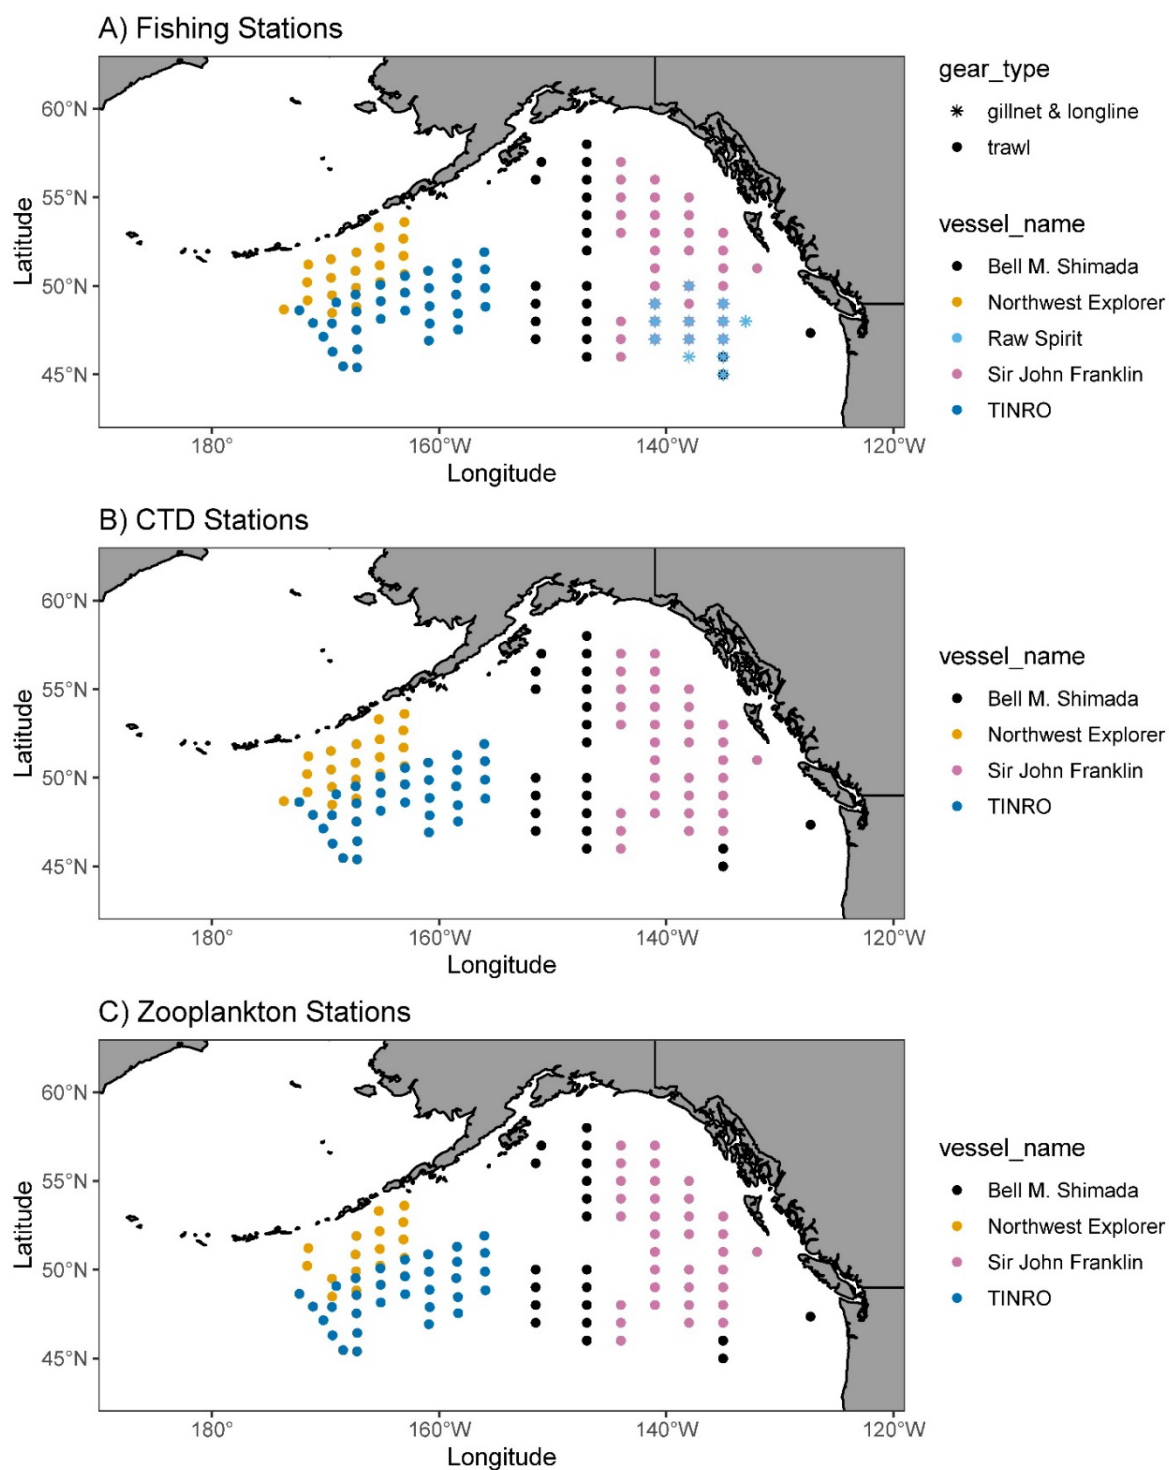 A) Fishing Stations
60°N
55°N
50°N
45°N
Latitude
180°
160°W
140°W
120°W
Longitude
gear_type
gillnet & longline
trawl
vessel_name
Bell M. Shimada
Northwest Explorer
Raw Spirit
Sir John Franklin
TINRO
B) CTD Stations
60°N
55°N
50°N
45°N
Latitude
180°
160°W
140°W
120°W
Longitude
vessel_name
Bell M. Shimada
Northwest Explorer
Sir John Franklin
TINRO
C) Zooplankton Stations
60°N
55°N
50°N
45°N
Latitude
180°
160°W
140°W
120°W
Longitude
vessel_name
Bell M. Shimada
Northwest Explorer
Sir John Franklin
TINRO